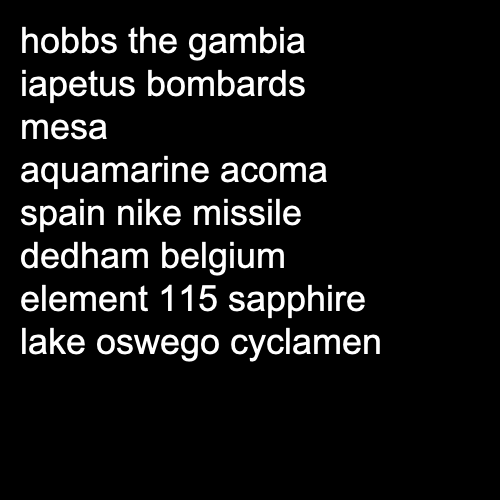 hobbs the gambia
iapetus bombards
mesa
aquamarine acoma
spain nike missile
dedham belgium
element 115 sapphire
lake oswego cyclamen